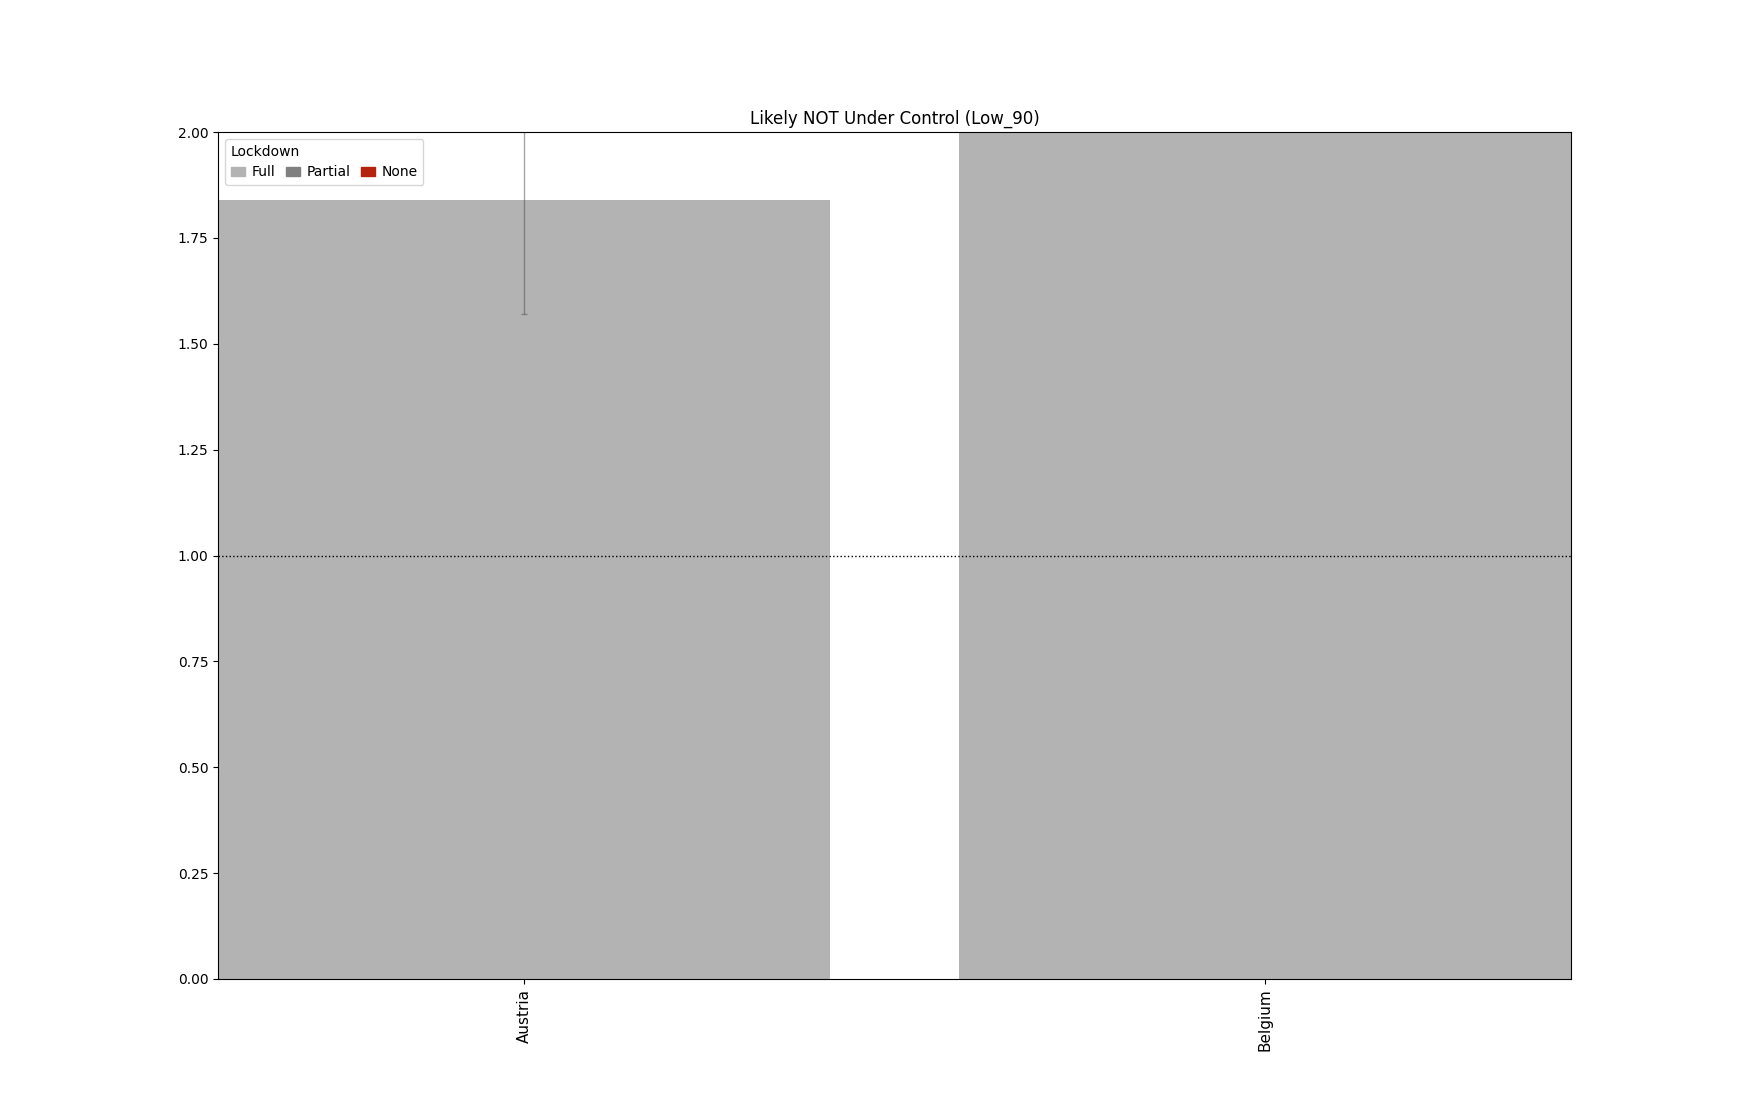 Likely NOT Under Control (Low_90)
Lockdown
Full Partial None
2.00
1.75
1.50
1.25
1.00
0.75
0.50
0.25
0.00
Austria
Belgium